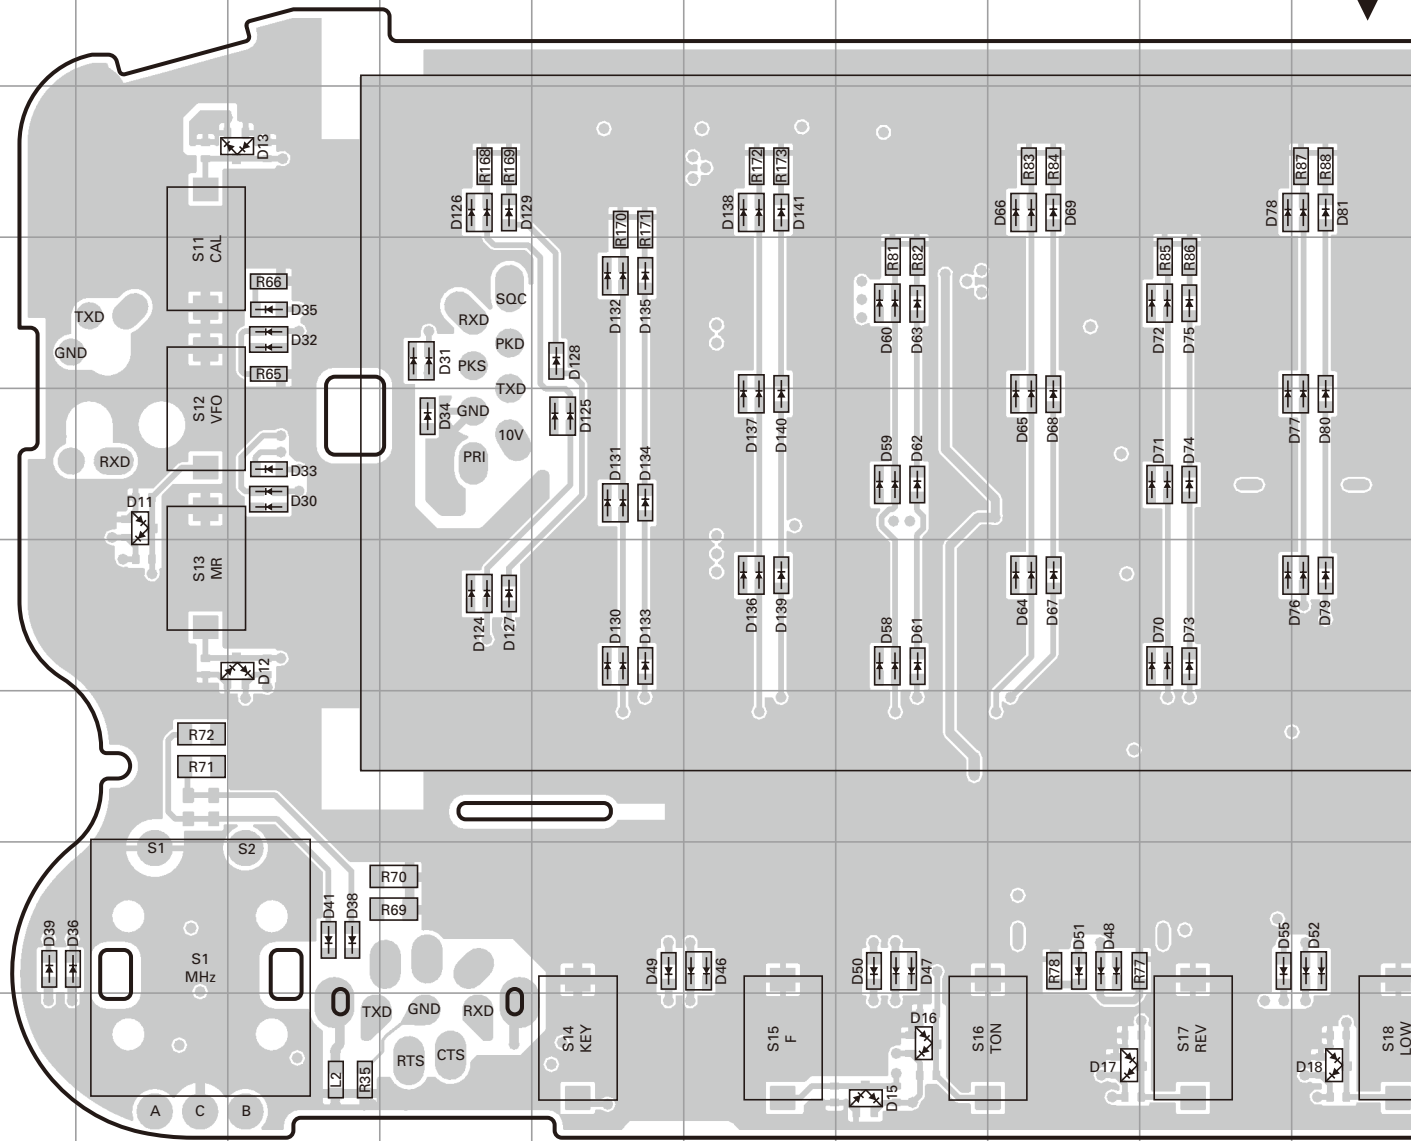 D13
R168
R169
R172
R173
R83
R84
R87
R88
D126
D129
D138
D141
D66
D69
D78
D81
R170
R171
S11
CAL
R81
R82
R85
R86
R66
SQC
D35
TXD
RXD
D132
D135
D60
D63
D72
D75
D32
PKD
GND
D31
PKS
D128
R65
TXD
S12
VFO
D34
GND
D125
10V
D137
D140
D65
D68
D77
D80
PRI
RXD
D131
D134
D59
D62
D71
D74
D33
D30
D11
S13
MR
D124
D127
D130
D133
D136
D139
D58
D61
D64
D67
D70
D73
D76
D79
D12
R72
R71
S1
S2
R70
R69
D39
D36
D41
D38
S1
MHz
D49
D46
D50
D47
R78
D51
D48
R77
D55
D52
TXD
GND
RXD
D16
S14
KEY
S15
F
S16
TON
S17
REV
S18
LOW
RTS
CTS
D17
D18
L2
R35
D15
A
C
B